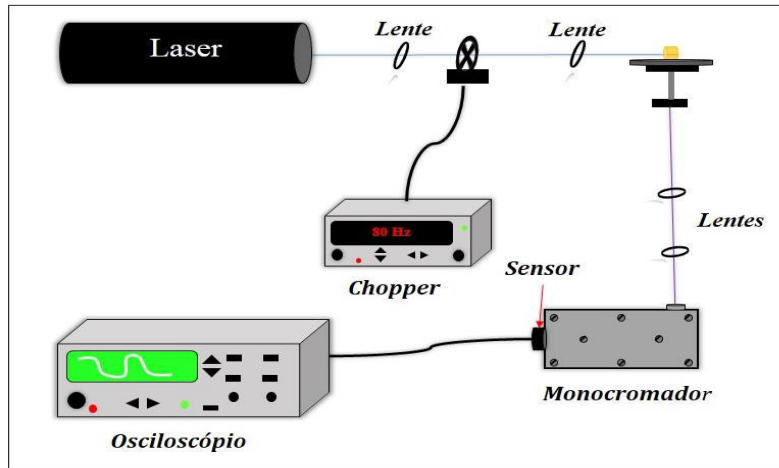 Laser
Lente
Lente
80 Hz
Chopper
Lentes
Sensor
Monocromador
Osciloscópio